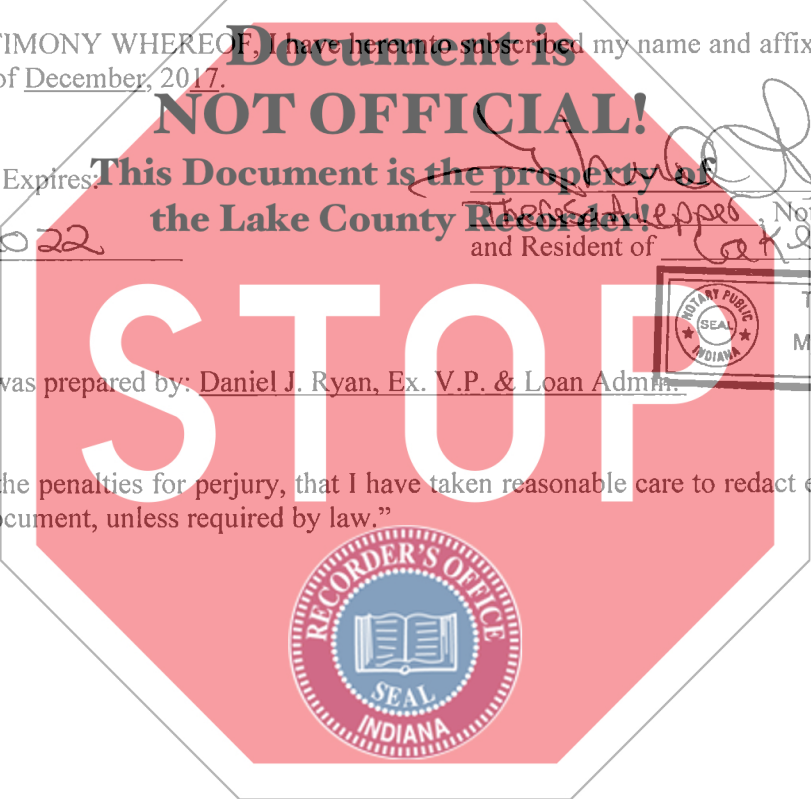 TIMONY WHEREOF, I have hereunto subscribed my name and affix
Document is
of December, 2017.
NOT OFFICIAL!
Expires:
This Document is the property of
the Lake County Recorder!
, No
22
and Resident of Lake
NOTARY PUBLIC
SEAL
INDIANA
T
M
was prepared by: Daniel J. Ryan, Ex. V.P. & Loan Admin.
STOP
the penalties for perjury, that I have taken reasonable care to redact e
ocument, unless required by law.”
RECORDER'S OFFICE
SEAL
INDIANA